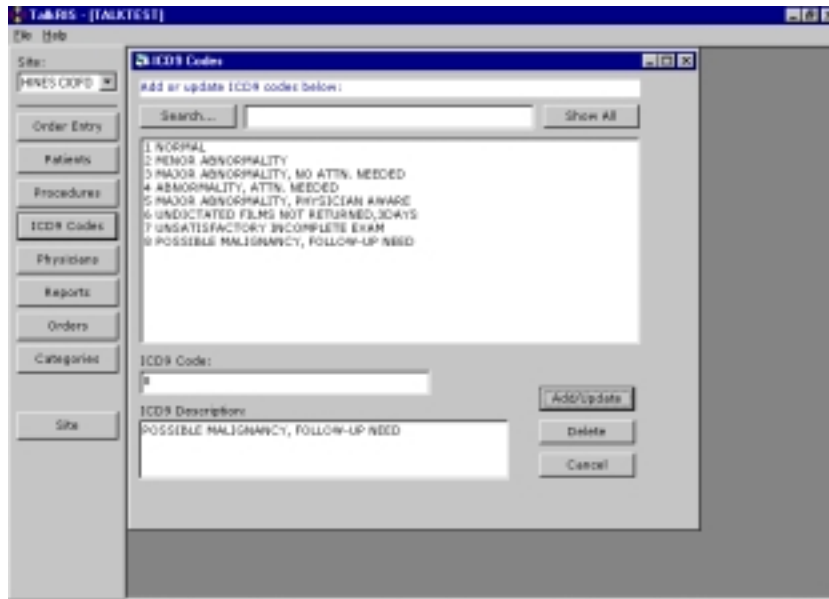 TalkRIS - [TALKTEST]
File Help
Site:
HINES CIOFO
Order Entry
Patients
Procedures
ICD9 Codes
Physicians
Reports
Orders
Categories
Site
ICD9 Codes
Add or update ICD9 codes below:
Search... Show All
1 NORMAL
2 MINOR ABNORMALITY
3 MAJOR ABNORMALITY, NO ATTN. NEEDED
4 ABNORMALITY, ATTN. NEEDED
5 MAJOR ABNORMALITY, PHYSICIAN AWARE
6 UNDICTATED FILMS NOT RETURNED,3DAYS
7 UNSATISFACTORY INCOMPLETE EXAM
8 POSSIBLE MALIGNANCY, FOLLOW-UP NEED
ICD9 Code:
8
Add/Update
ICD9 Description:
POSSIBLE MALIGNANCY, FOLLOW-UP NEED
Delete
Cancel